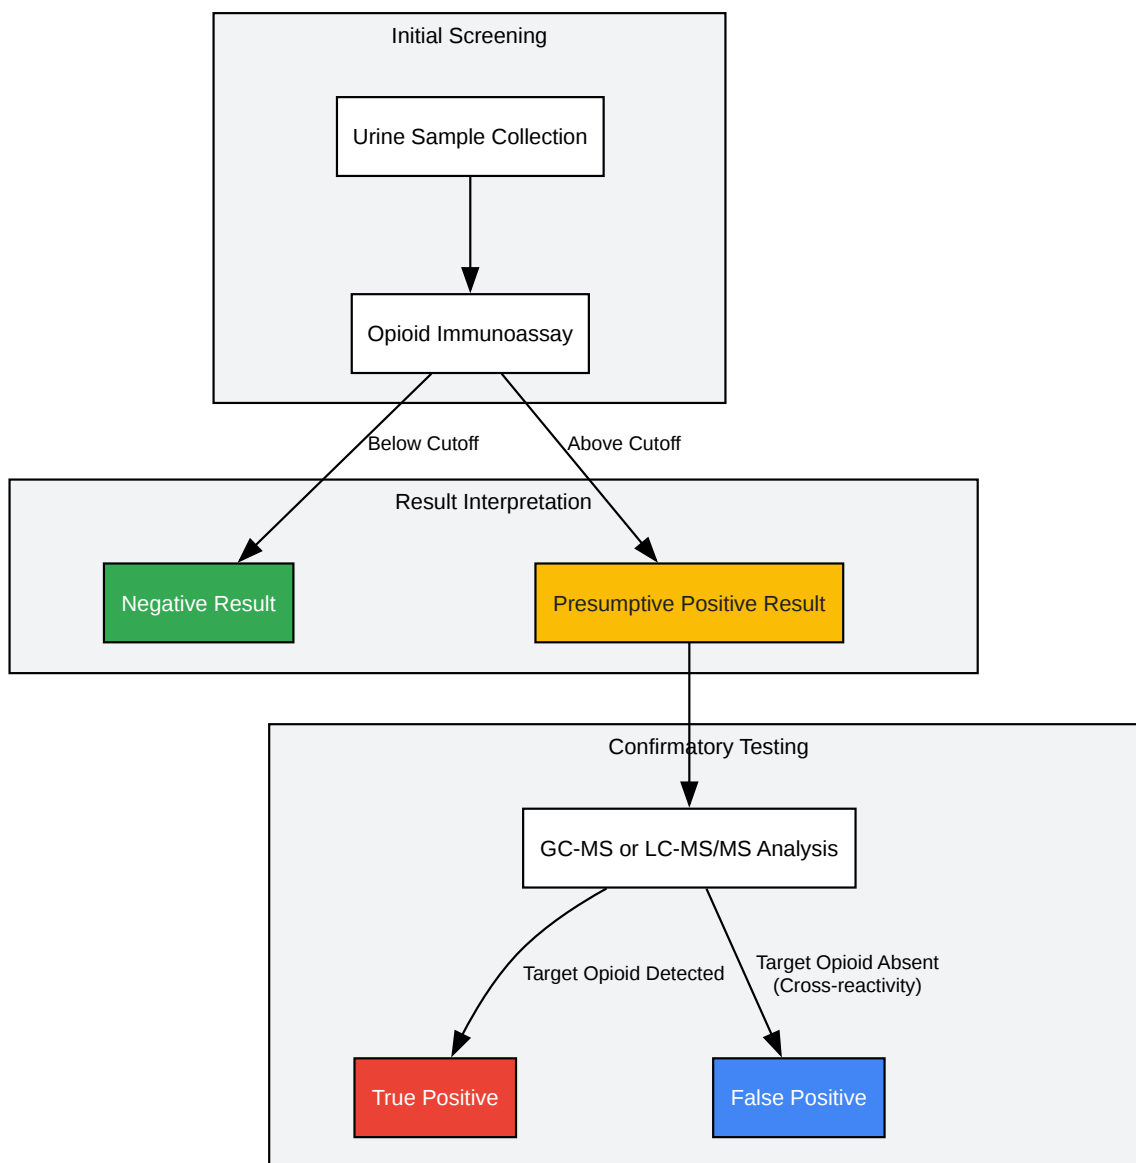 Initial Screening
Urine Sample Collection
Opioid Immunoassay
Below Cutoff
Above Cutoff
Result Interpretation
Negative Result
Presumptive Positive Result
Confirmatory Testing
GC-MS or LC-MS/MS Analysis
Target Opioid Detected
Target Opioid Absent
(Cross-reactivity)
True Positive
False Positive